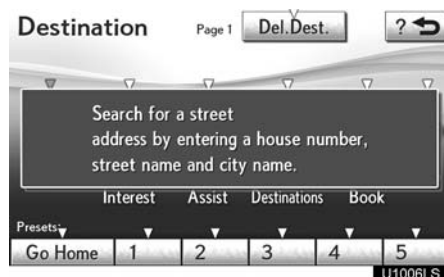 Destination Page 1 Del.Dest. ?
Search for a street
address by entering a house number,
street name and city name.
Interest Assist Destinations Book
Presets:
Go Home 1 2 3 4 5
U1006LS